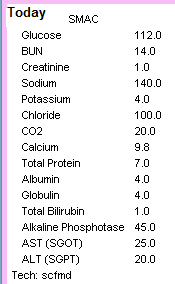 Today
SMAC
Glucose 112.0
BUN 14.0
Creatinine 1.0
Sodium 140.0
Potassium 4.0
Chloride 100.0
CO2 20.0
Calcium 9.8
Total Protein 7.0
Albumin 4.0
Globulin 4.0
Total Bilirubin 1.0
Alkaline Phosphotase 45.0
AST (SGOT) 25.0
ALT (SGPT) 20.0
Tech: scfmd